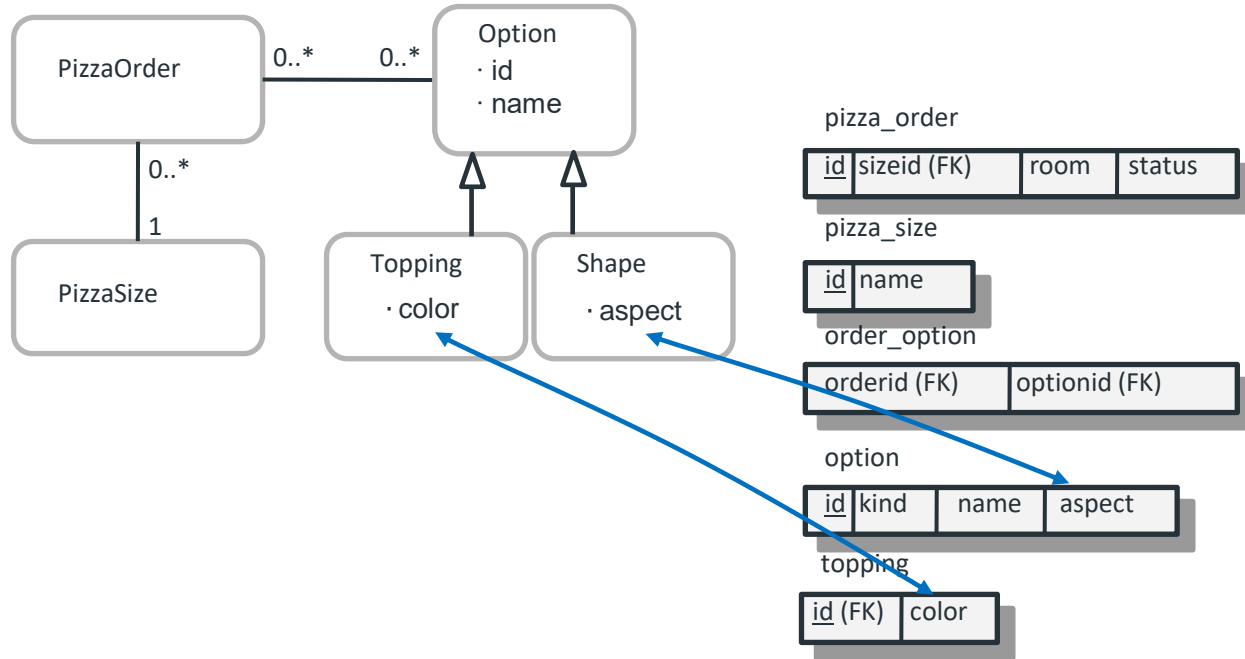 PizzaOrder
0..*
0..*
Option
· id
· name
0..*
1
PizzaSize
Topping
· color
Shape
· aspect
pizza_order
id sizeid (FK) room status
pizza_size
id name
order_option
orderid (FK) optionid (FK)
option
id kind name aspect
topping
id (FK) color